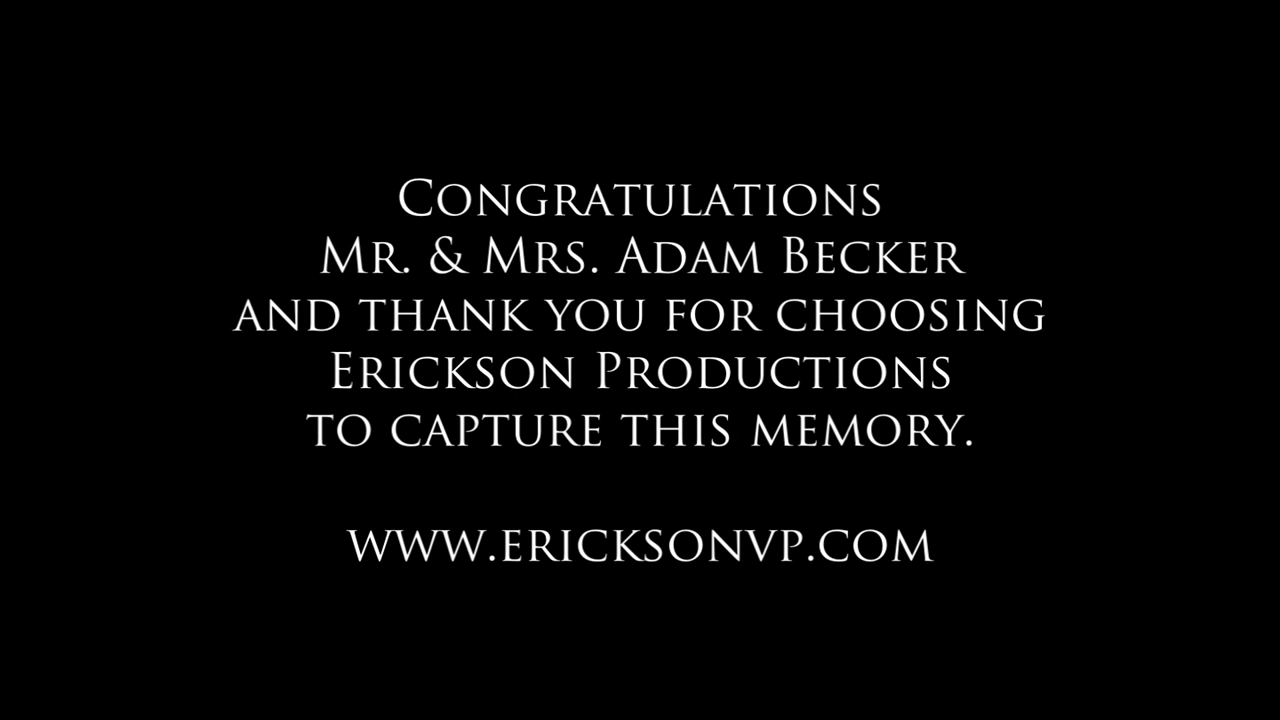 Congratulations
Mr. & Mrs. Adam Becker
and thank you for choosing
Erickson Productions
to capture this memory.
www.ericksonvp.com